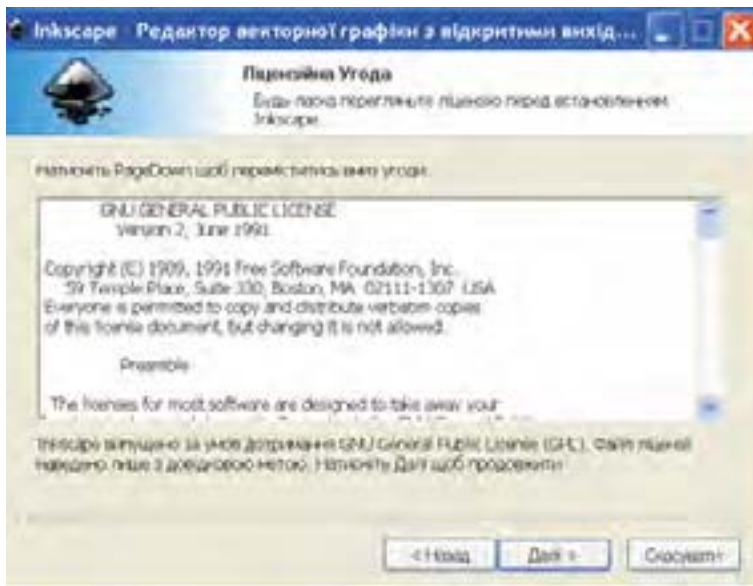 Inkscape Редактор векторної графіки з відкритими вихід...
Ліцензійна Угода
Будь ласка перегляньте ліцензію перед встановленням
Inkscape.
Натисніть PageDown щоб переміститись вниз угоди.
GNU GENERAL PUBLIC LICENSE
Version 2, June 1991
Copyright (C) 1989, 1991 Free Software Foundation, Inc.
59 Temple Place, Suite 330, Boston, MA 02111-1307 USA
Everyone is permitted to copy and distribute verbatim copies
of this license document, but changing it is not allowed.
Preamble
The licenses for most software are designed to take away your
Inkscape випущено за умов дотримання GNU General Public License (GPL). Файл ліцензії
наведено лише з довідковою метою. Натисніть Далі щоб продовжити
< Назад
Далі >
Скасувати